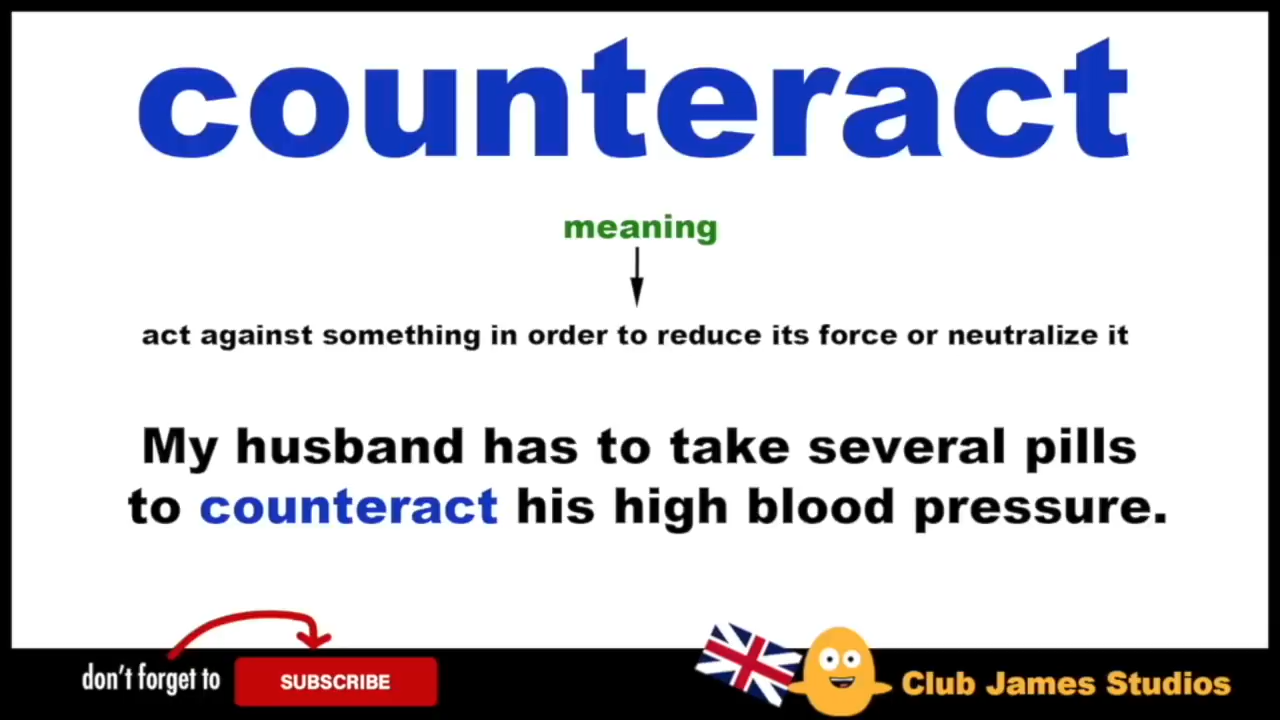 counteract
meaning
act against something in order to reduce its force or neutralize it
My husband has to take several pills
to counteract his high blood pressure.
don't forget to
SUBSCRIBE
Club James Studios